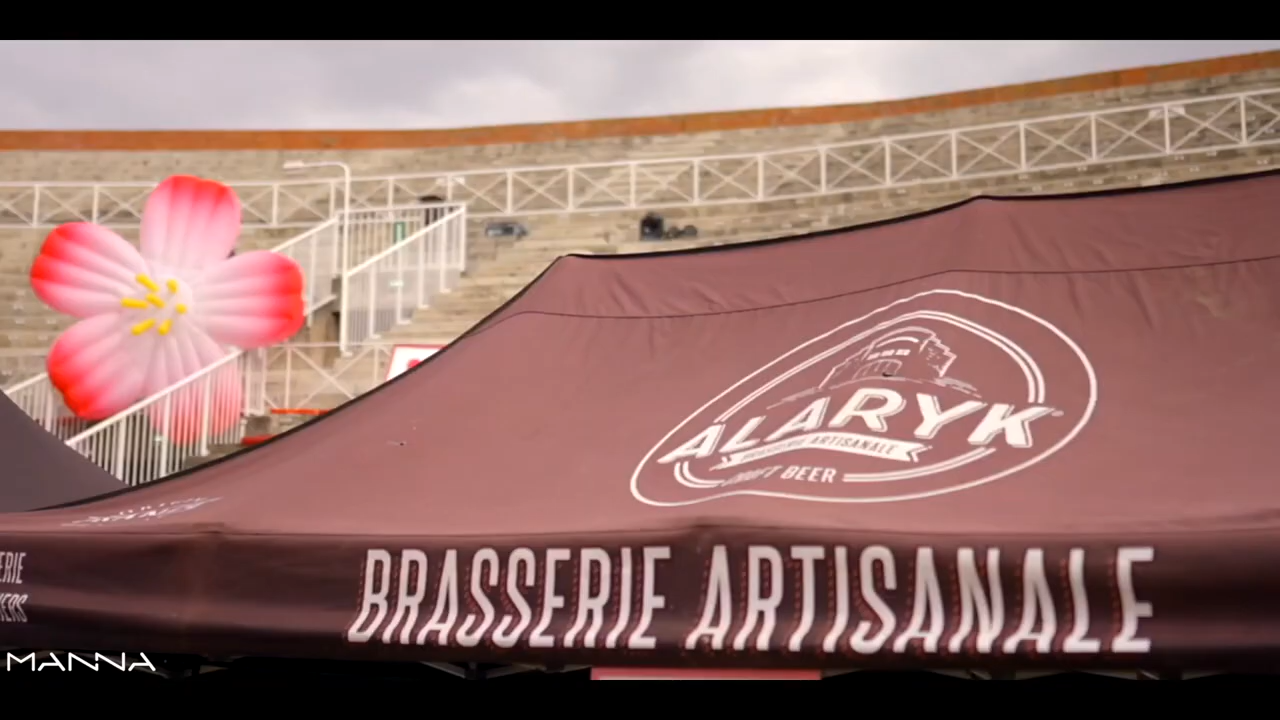 ALARYK
BRASSERIE ARTISANALE
CRAFT BEER
BRASSERIE ARTISANALE
MANNA